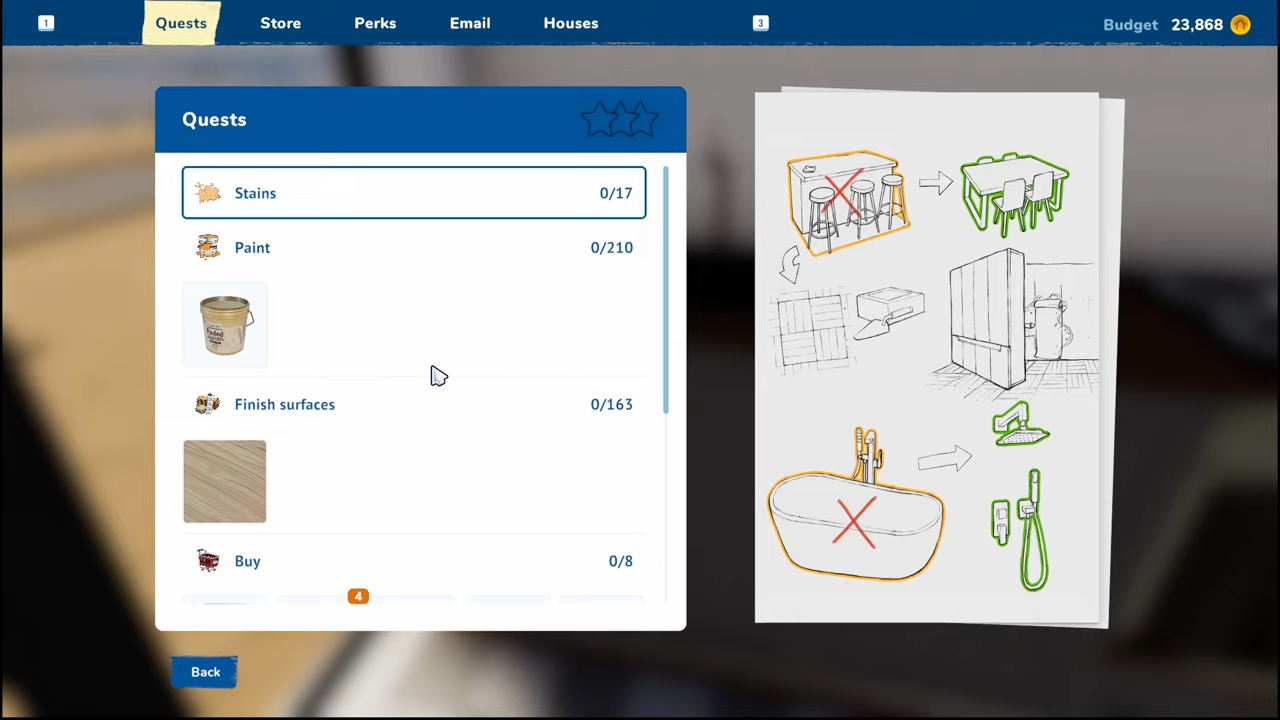 1
Quests
Store
Perks
Email
Houses
3
Budget 23,868
Quests
Stains 0/17
Paint 0/210
Finish surfaces 0/163
Buy 0/8
4
Back